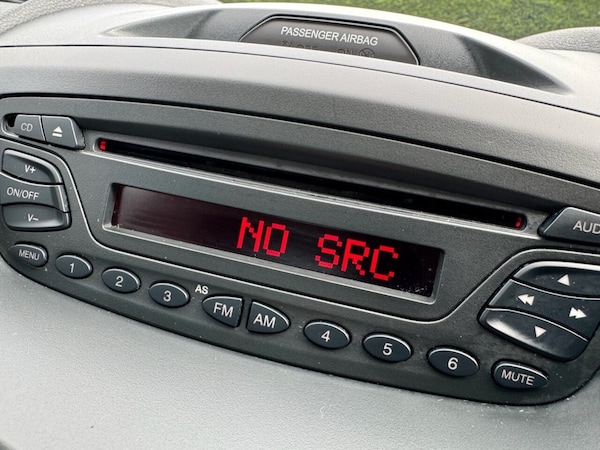 PASSENGER AIRBAG
CD
V+
ON/OFF
V−
MENU
NO SRC
AUD
1
2
3
AS
FM
AM
4
5
6
MUTE